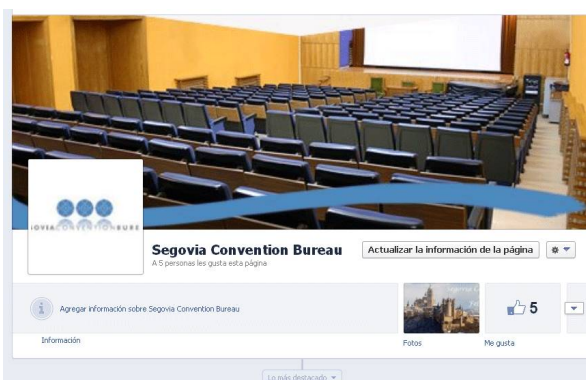 OVIACONVENTIONBURE
Segovia Convention Bureau
Actualizar la información de la página
A 5 personas les gusta esta página
Agregar información sobre Segovia Convention Bureau
5
Información
Fotos
Me gusta
Lo más destacado